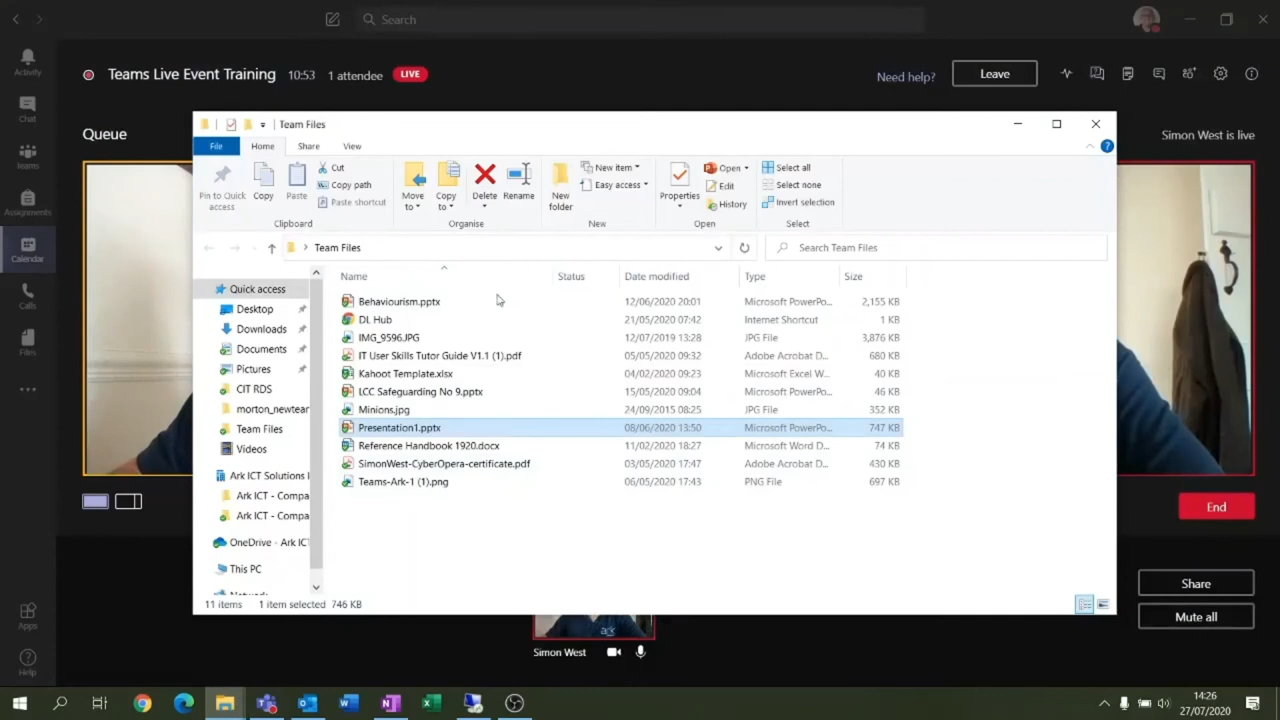 Search
Activity
Chat
Teams
Assignments
Calendar
Calls
Files
Apps
Help
Teams Live Event Training 10:53 1 attendee LIVE
Need help? Leave
Queue
Simon West is live
Team Files
File Home Share View
Pin to Quick access
Copy
Paste
Cut
Copy path
Paste shortcut
Clipboard
Move to
Copy to
Delete
Rename
Organise
New folder
New item
Easy access
New
Properties
Open
Edit
History
Open
Select all
Select none
Invert selection
Select
Team Files
Search Team Files
Name Status Date modified Type Size
Quick access
Desktop
Downloads
Documents
Pictures
CIT RDS
morton_newtear
Team Files
Videos
Ark ICT Solutions
Ark ICT - Compa
Ark ICT - Compa
OneDrive - Ark IC
This PC
Behaviourism.pptx 12/06/2020 20:01 Microsoft PowerPo... 2,155 KB
DL Hub 21/05/2020 07:42 Internet Shortcut 1 KB
IMG_9596.JPG 12/07/2019 13:28 JPG File 3,876 KB
IT User Skills Tutor Guide V1.1 (1).pdf 05/05/2020 09:32 Adobe Acrobat D... 680 KB
Kahoot Template.xlsx 04/02/2020 09:23 Microsoft Excel W... 40 KB
LCC Safeguarding No 9.pptx 15/05/2020 09:04 Microsoft PowerPo... 46 KB
Minions.jpg 24/09/2015 08:25 JPG File 352 KB
Presentation1.pptx 08/06/2020 13:50 Microsoft PowerPo... 747 KB
Reference Handbook 1920.docx 11/02/2020 18:27 Microsoft Word D... 74 KB
SimonWest-CyberOpera-certificate.pdf 03/05/2020 17:47 Adobe Acrobat D... 430 KB
Teams-Ark-1 (1).png 06/05/2020 17:43 PNG File 697 KB
11 items 1 item selected 746 KB
End
Share
Mute all
ark
Simon West
14:26
27/07/2020